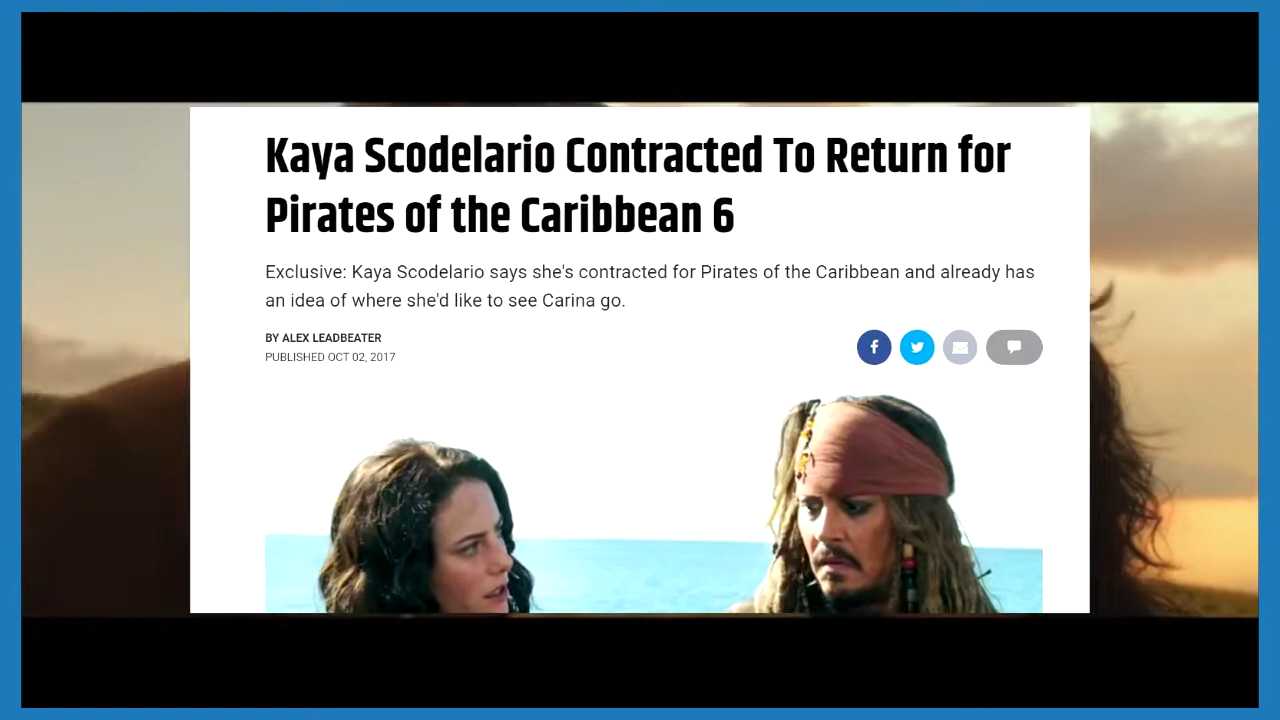 Kaya Scodelario Contracted To Return for
Pirates of the Caribbean 6
Exclusive: Kaya Scodelario says she's contracted for Pirates of the Caribbean and already has
an idea of where she'd like to see Carina go.
BY ALEX LEADBEATER
PUBLISHED OCT 02, 2017